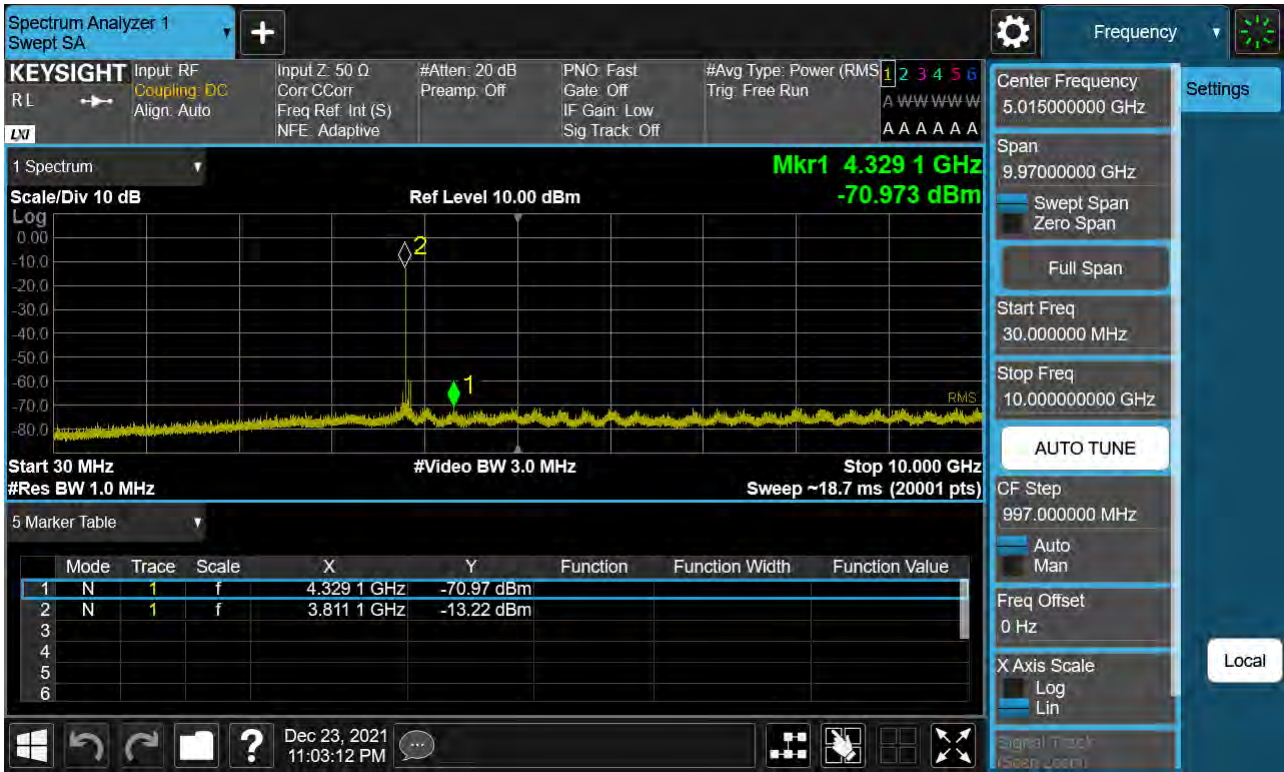 Spectrum Analyzer 1
Swept SA
Frequency
KEYSIGHT
RL
LXI
Input: RF
Coupling: DC
Align: Auto
Input Z: 50 Ω
Corr CCorr
Freq Ref: Int (S)
NFE: Adaptive
#Atten: 20 dB
Preamp: Off
PNO: Fast
Gate: Off
IF Gain: Low
Sig Track: Off
#Avg Type: Power (RMS
Trig: Free Run
1 2 3 4 5 6
A W W W W W
A A A A A A
1 Spectrum
Scale/Div 10 dB
Ref Level 10.00 dBm
Mkr1 4.329 1 GHz
-70.973 dBm
Log
0.00
-10.0
-20.0
-30.0
-40.0
-50.0
-60.0
-70.0
-80.0
2
1
RMS
Start 30 MHz
#Video BW 3.0 MHz
Stop 10.000 GHz
#Res BW 1.0 MHz
Sweep ~18.7 ms (20001 pts)
5 Marker Table
Mode Trace Scale X Y Function Function Width Function Value
1 N 1 f 4.329 1 GHz -70.97 dBm
2 N 1 f 3.811 1 GHz -13.22 dBm
3
4
5
6
Dec 23, 2021
11:03:12 PM
?
Center Frequency
5.015000000 GHz
Span
9.97000000 GHz
Swept Span
Zero Span
Full Span
Start Freq
30.000000 MHz
Stop Freq
10.000000000 GHz
AUTO TUNE
CF Step
997.000000 MHz
Auto
Man
Freq Offset
0 Hz
X Axis Scale
Log
Lin
Signal Track
(Span Zoom)
Settings
Local